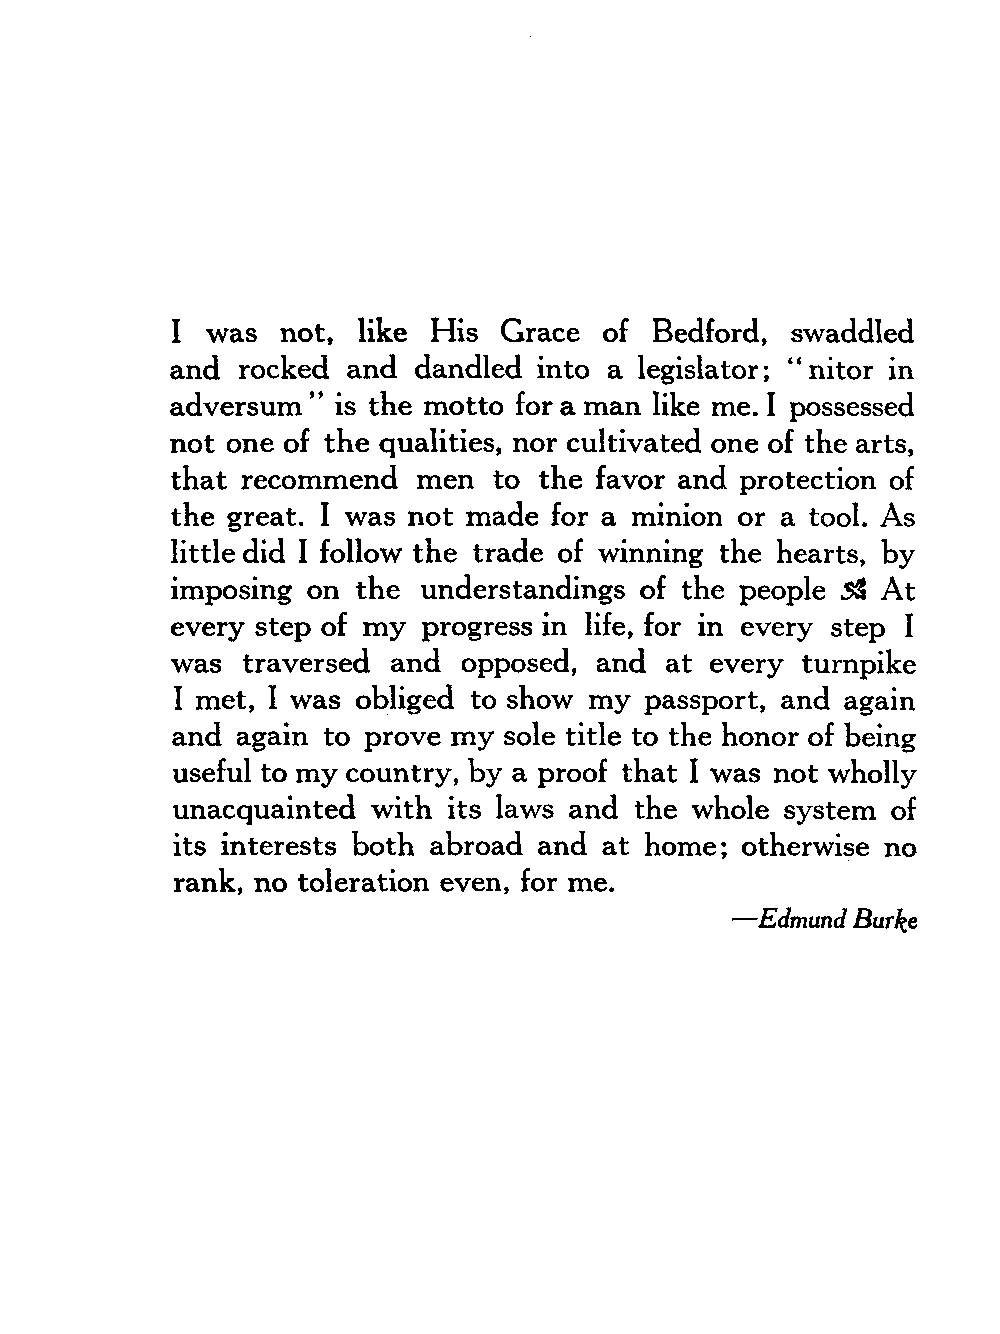 I was not, like His Grace of Bedford, swaddled
and rocked and dandled into a legislator; “nitor in
adversum” is the motto for a man like me. I possessed
not one of the qualities, nor cultivated one of the arts,
that recommend men to the favor and protection of
the great. I was not made for a minion or a tool. As
little did I follow the trade of winning the hearts, by
imposing on the understandings of the people At
every step of my progress in life, for in every step I
was traversed and opposed, and at every turnpike
I met, I was obliged to show my passport, and again
and again to prove my sole title to the honor of being
useful to my country, by a proof that I was not wholly
unacquainted with its laws and the whole system of
its interests both abroad and at home; otherwise no
rank, no toleration even, for me.
—Edmund Burke